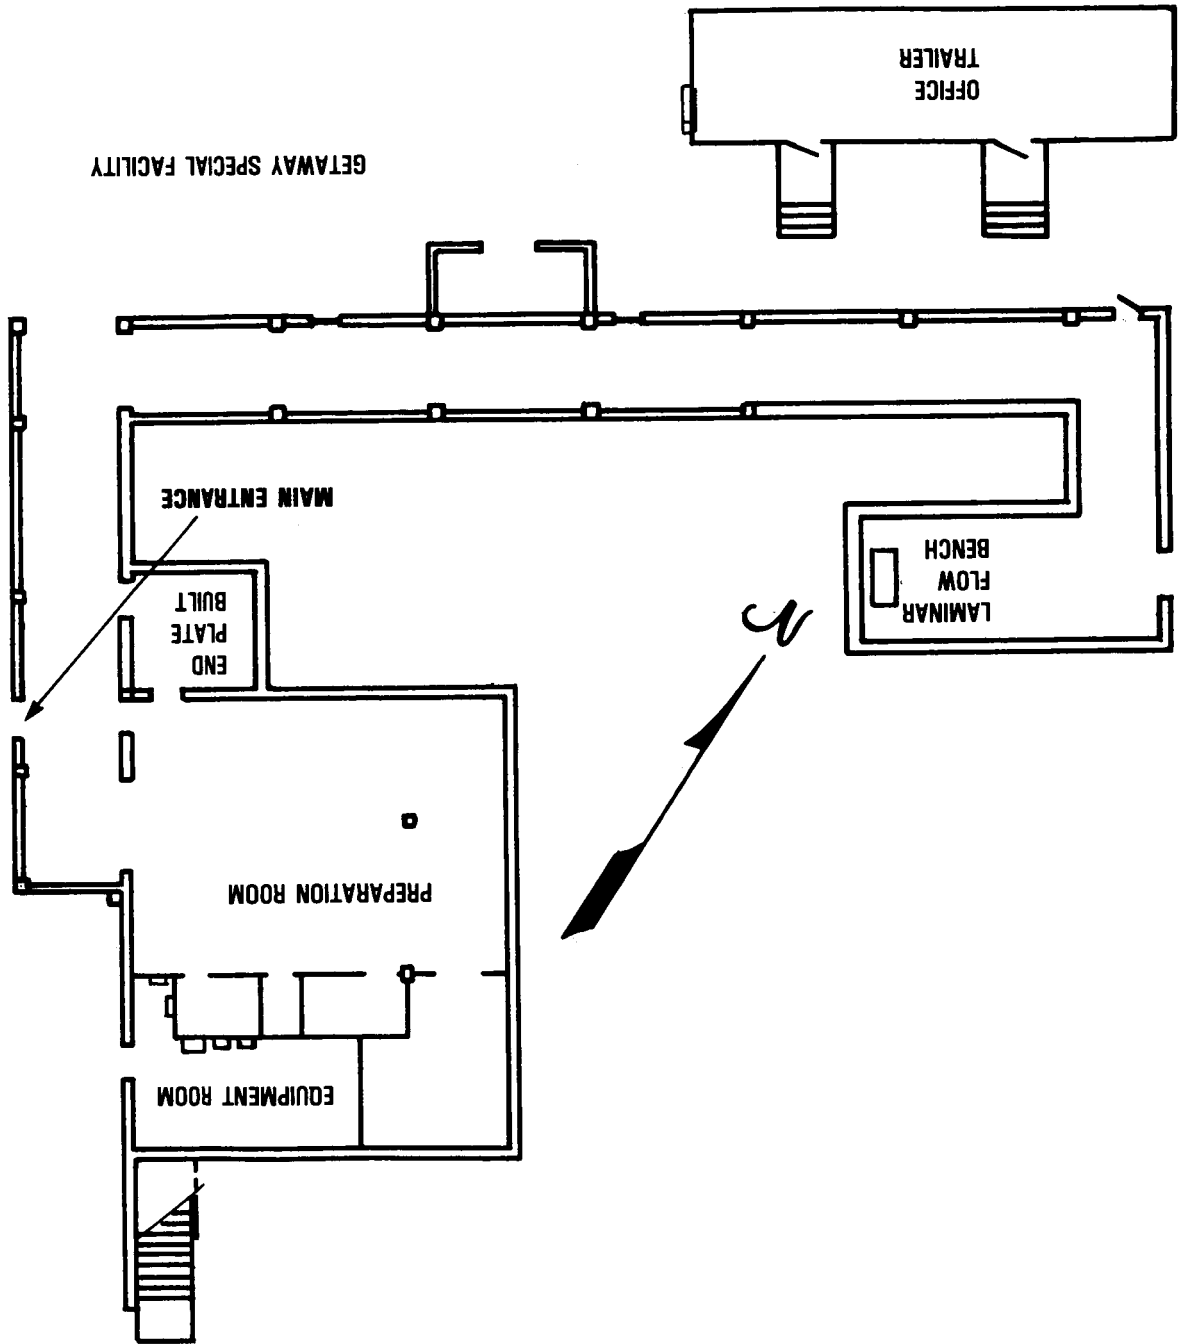 EQUIPMENT ROOM
PREPARATION ROOM
END
PLATE
BUILT
N
LAMINAR
FLOW
BENCH
MAIN ENTRANCE
GETAWAY SPECIAL FACILITY
OFFICE
TRAILER